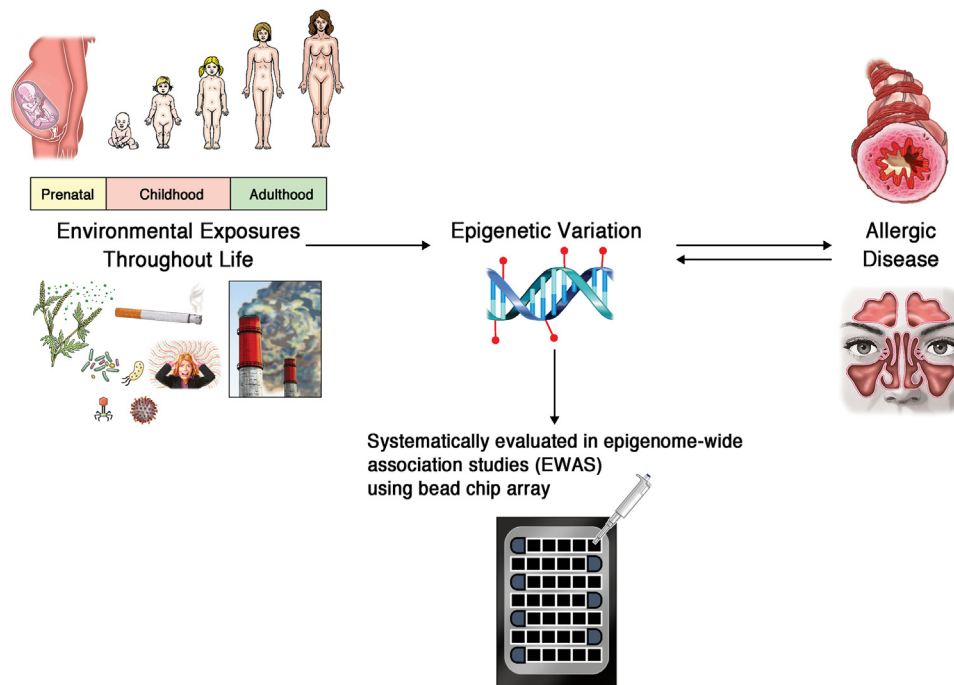 Prenatal
Childhood
Adulthood
Environmental Exposures
Throughout Life
Epigenetic Variation
Allergic
Disease
Systematically evaluated in epigenome-wide
association studies (EWAS)
using bead chip array